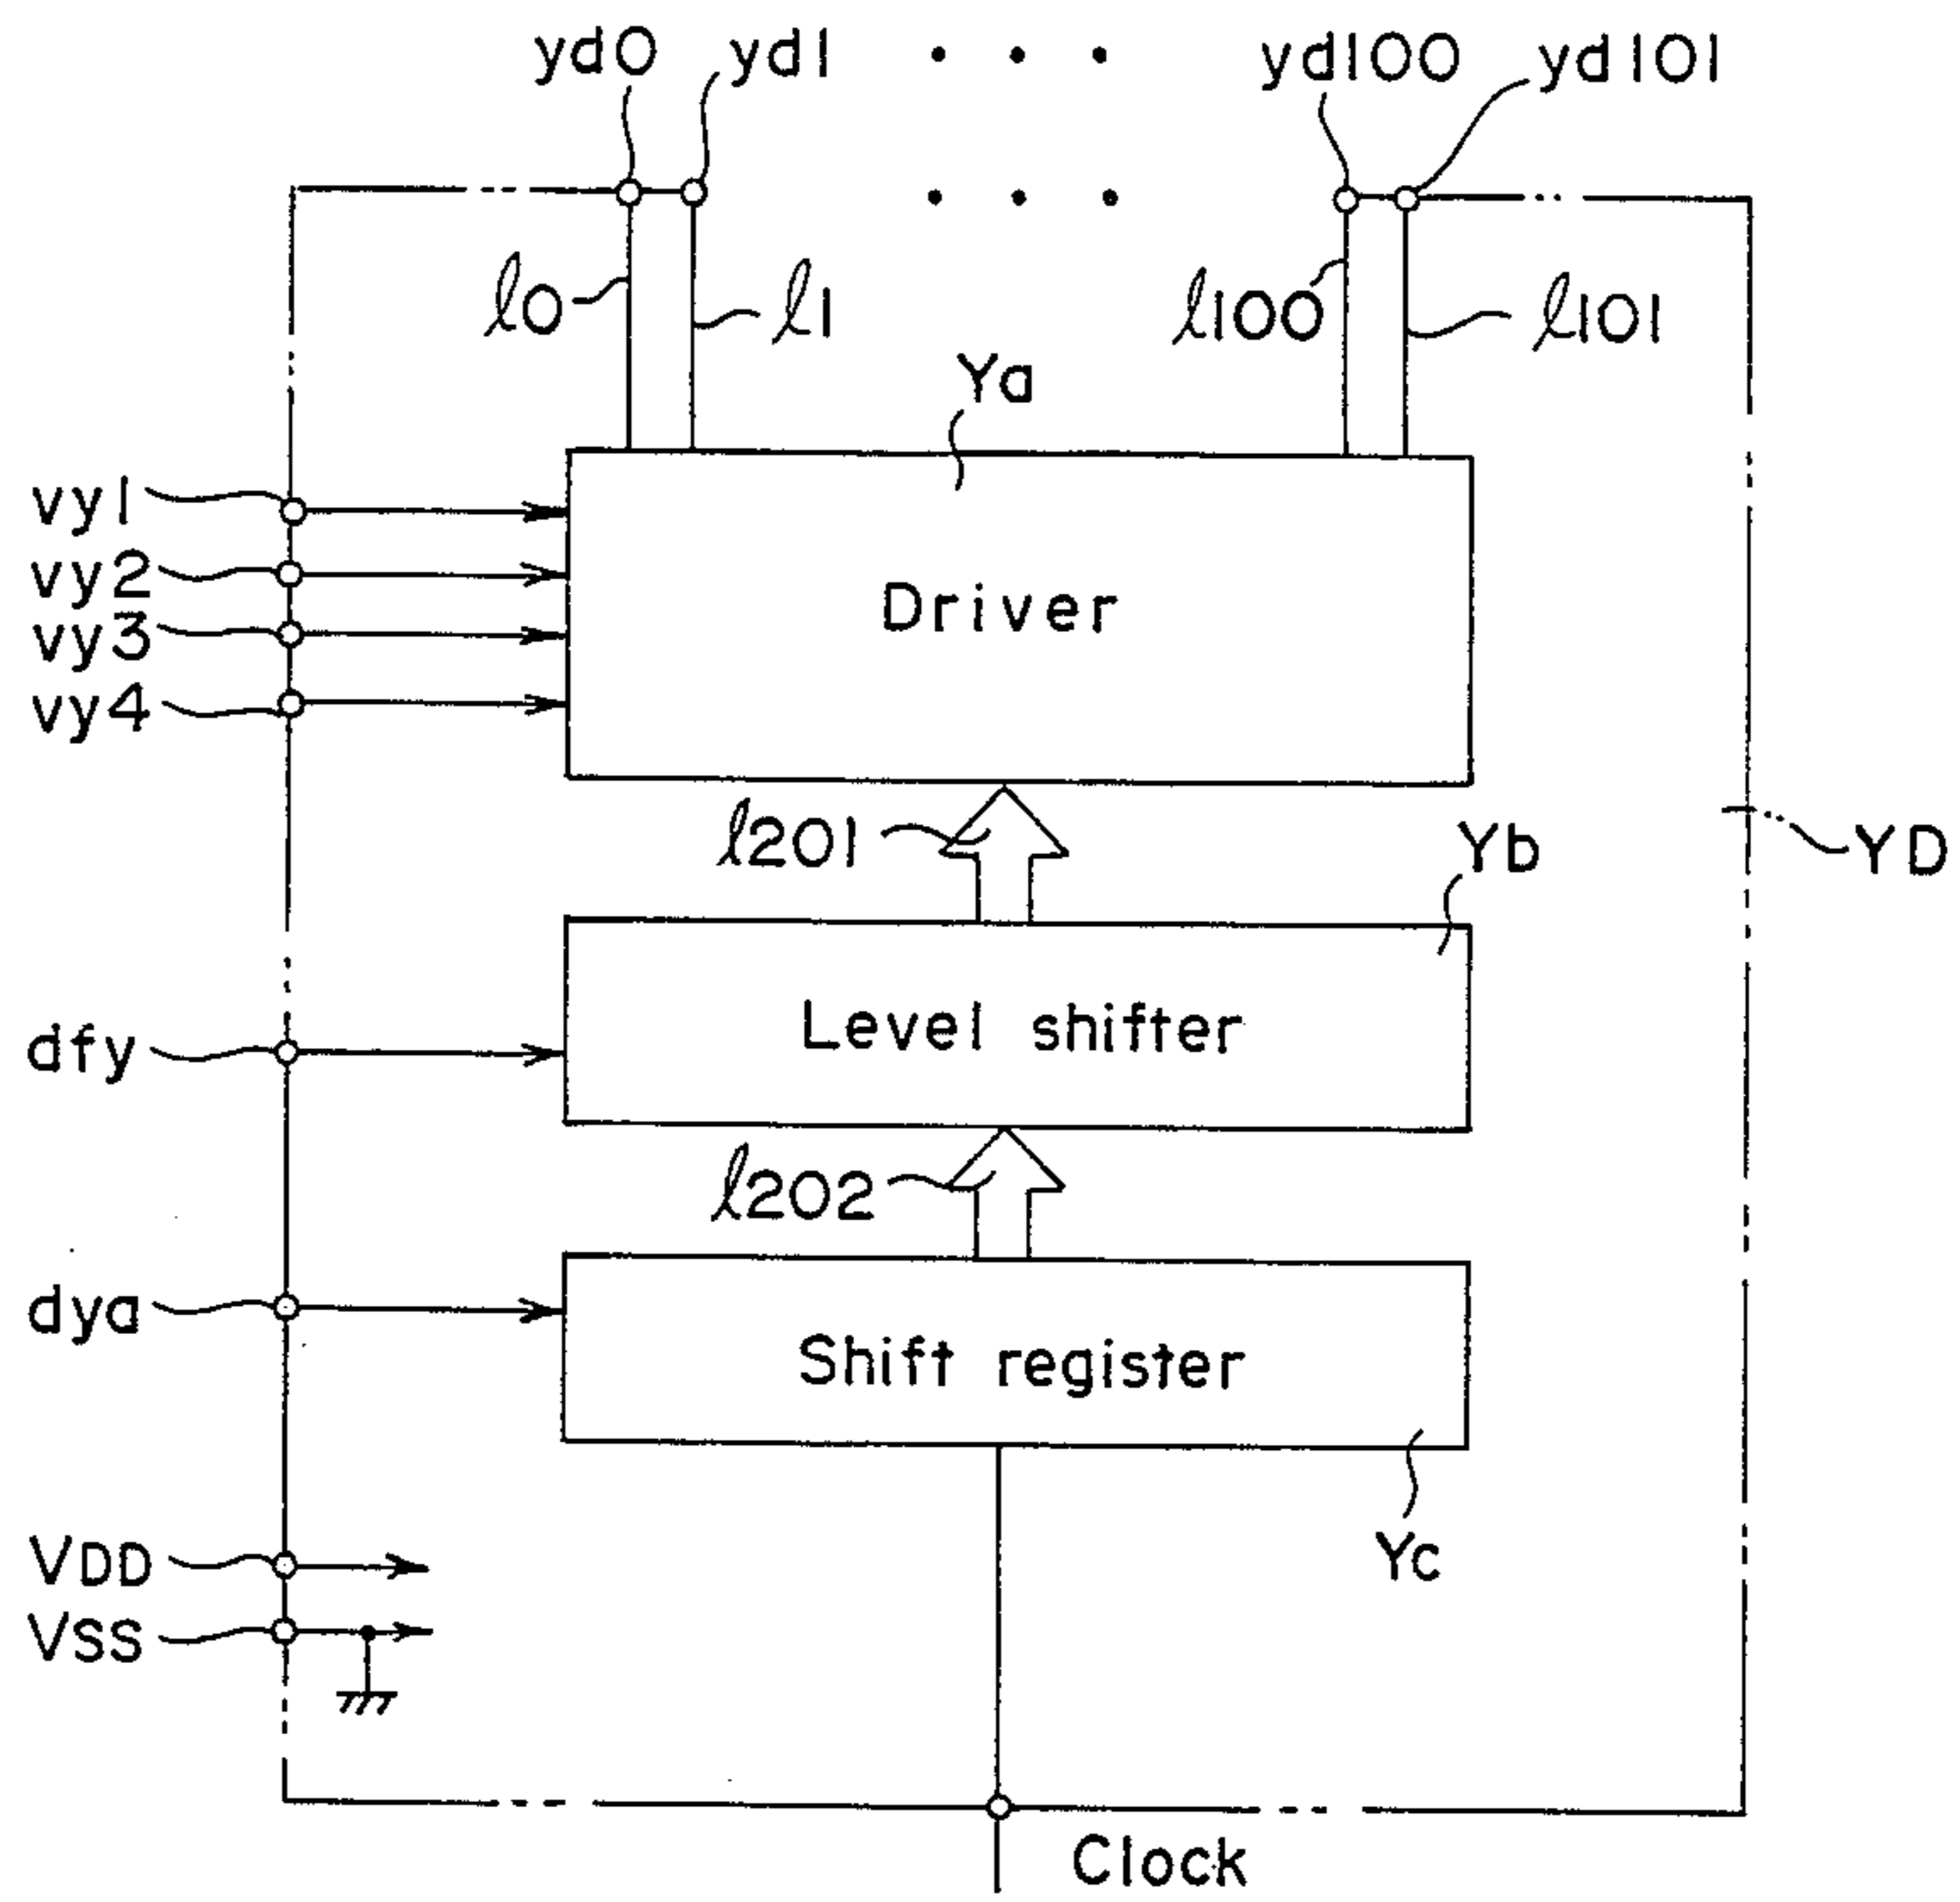 yd0 yd1 yd100 yd101
ℓ0 ℓ1 ℓ100 ℓ101
Ya
vy1
vy2
vy3
vy4
Driver
ℓ201
Yb
YD
dfy
Level shifter
ℓ202
dya
Shift register
VDD
Yc
VSS
Clock